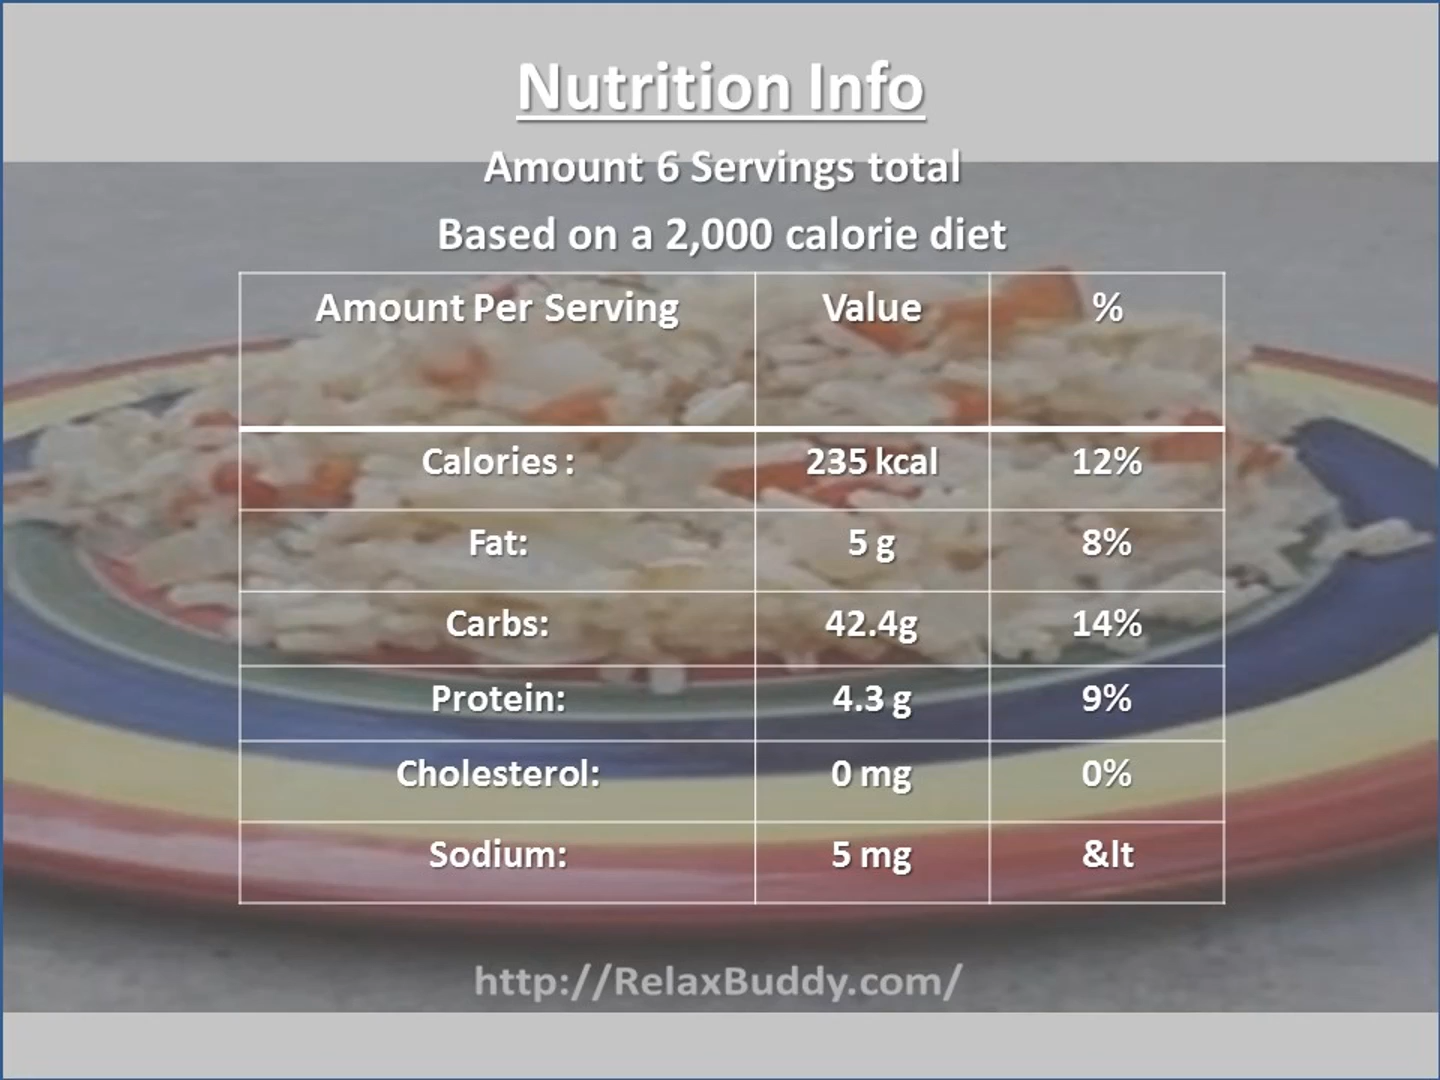 Nutrition Info
Amount 6 Servings total
Based on a 2,000 calorie diet
Amount Per Serving Value %
Calories : 235 kcal 12%
Fat: 5 g 8%
Carbs: 42.4g 14%
Protein: 4.3 g 9%
Cholesterol: 0 mg 0%
Sodium: 5 mg &lt
http://RelaxBuddy.com/